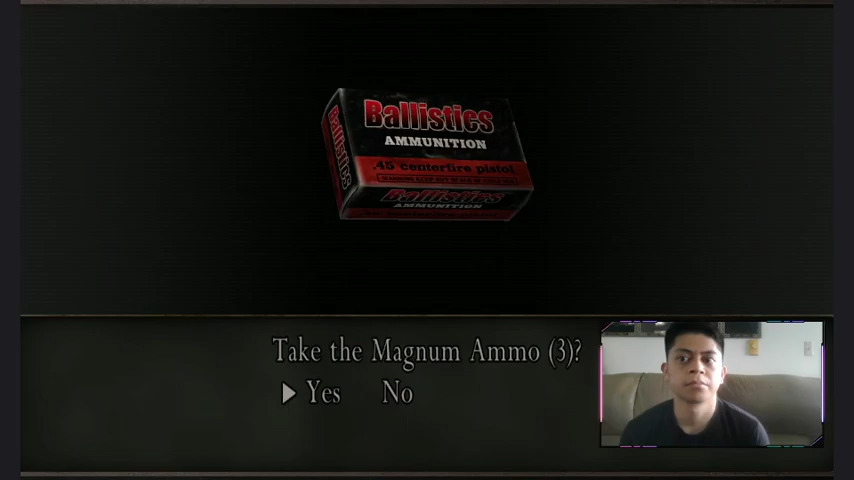 Ballistics
AMMUNITION
.45 centerfire pistol
Ballistics
Ballistics
AMMUNITION
Take the Magnum Ammo (3)?
Yes No